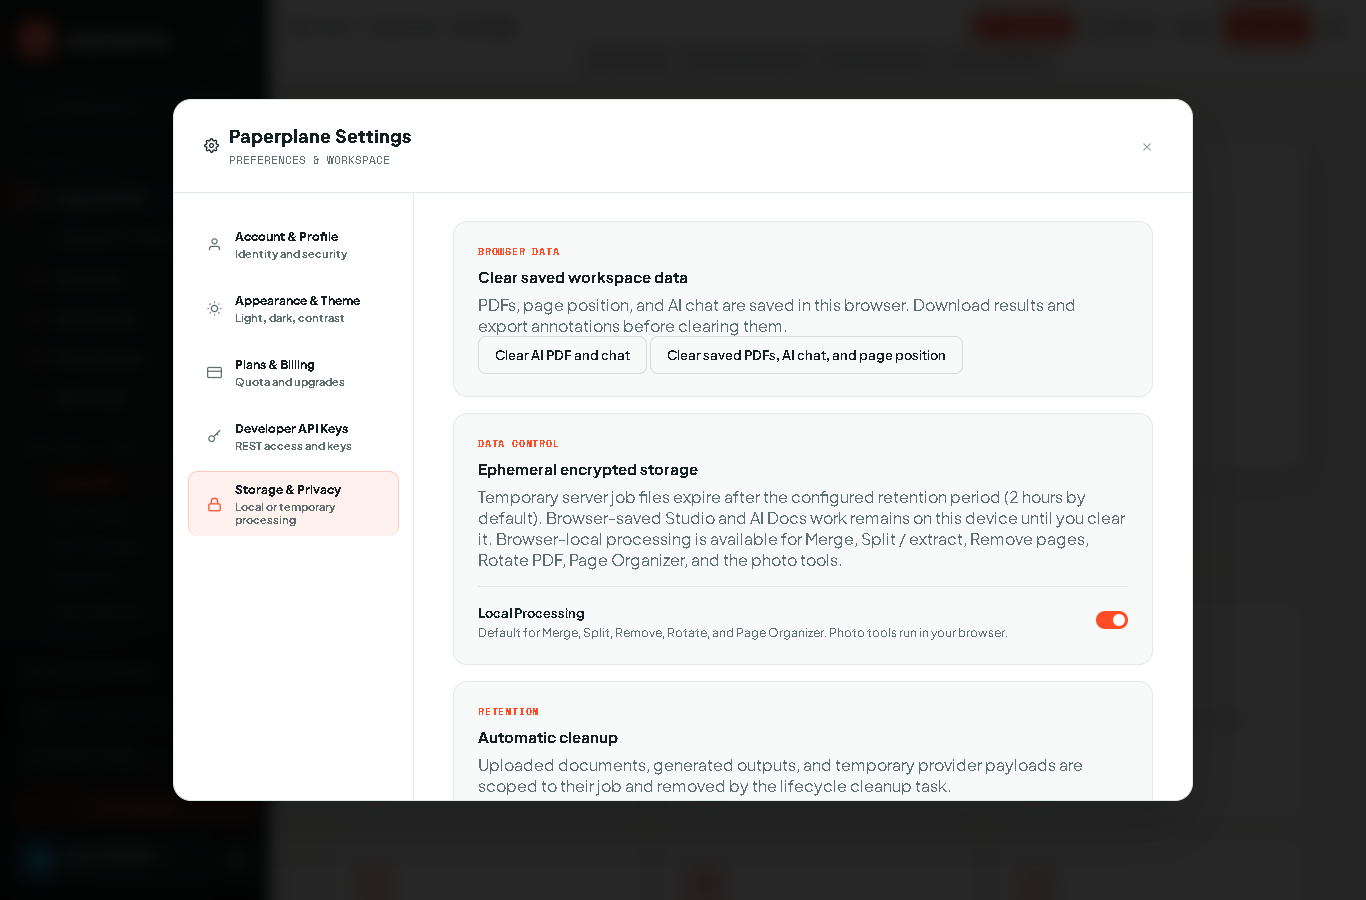 Paperplane Settings
PREFERENCES & WORKSPACE
Account & Profile
Identity and security
Appearance & Theme
Light, dark, contrast
Plans & Billing
Quota and upgrades
Developer API Keys
REST access and keys
Storage & Privacy
Local or temporary
processing
BROWSER DATA
Clear saved workspace data
PDFs, page position, and AI chat are saved in this browser. Download results and
export annotations before clearing them.
Clear AI PDF and chat
Clear saved PDFs, AI chat, and page position
DATA CONTROL
Ephemeral encrypted storage
Temporary server job files expire after the configured retention period (2 hours by
default). Browser-saved Studio and AI Docs work remains on this device until you clear
it. Browser-local processing is available for Merge, Split / extract, Remove pages,
Rotate PDF, Page Organizer, and the photo tools.
Local Processing
Default for Merge, Split, Remove, Rotate, and Page Organizer. Photo tools run in your browser.
RETENTION
Automatic cleanup
Uploaded documents, generated outputs, and temporary provider payloads are
scoped to their job and removed by the lifecycle cleanup task.